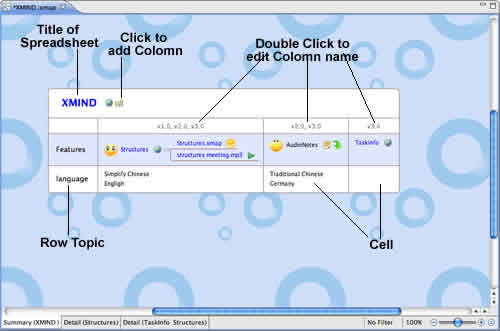 *XMIND .xmap
Title of
Spreadsheet
Click to
add Colomn
Double Click to
edit Colomn name
XMIND
v1.0, v2.0, v3.0
v2.0, v3.0
v3.0
Features
Structures
Structures.xmap
structures meeting.mp3
AudioNotes
TaskInfo
language
Simplify Chinese
Engligh
Traditional Chinese
Germany
Row Topic
Cell
Summary (XMIND )
Detail (Structures)
Detail (TaskInfo Structures)
No Filter
100%